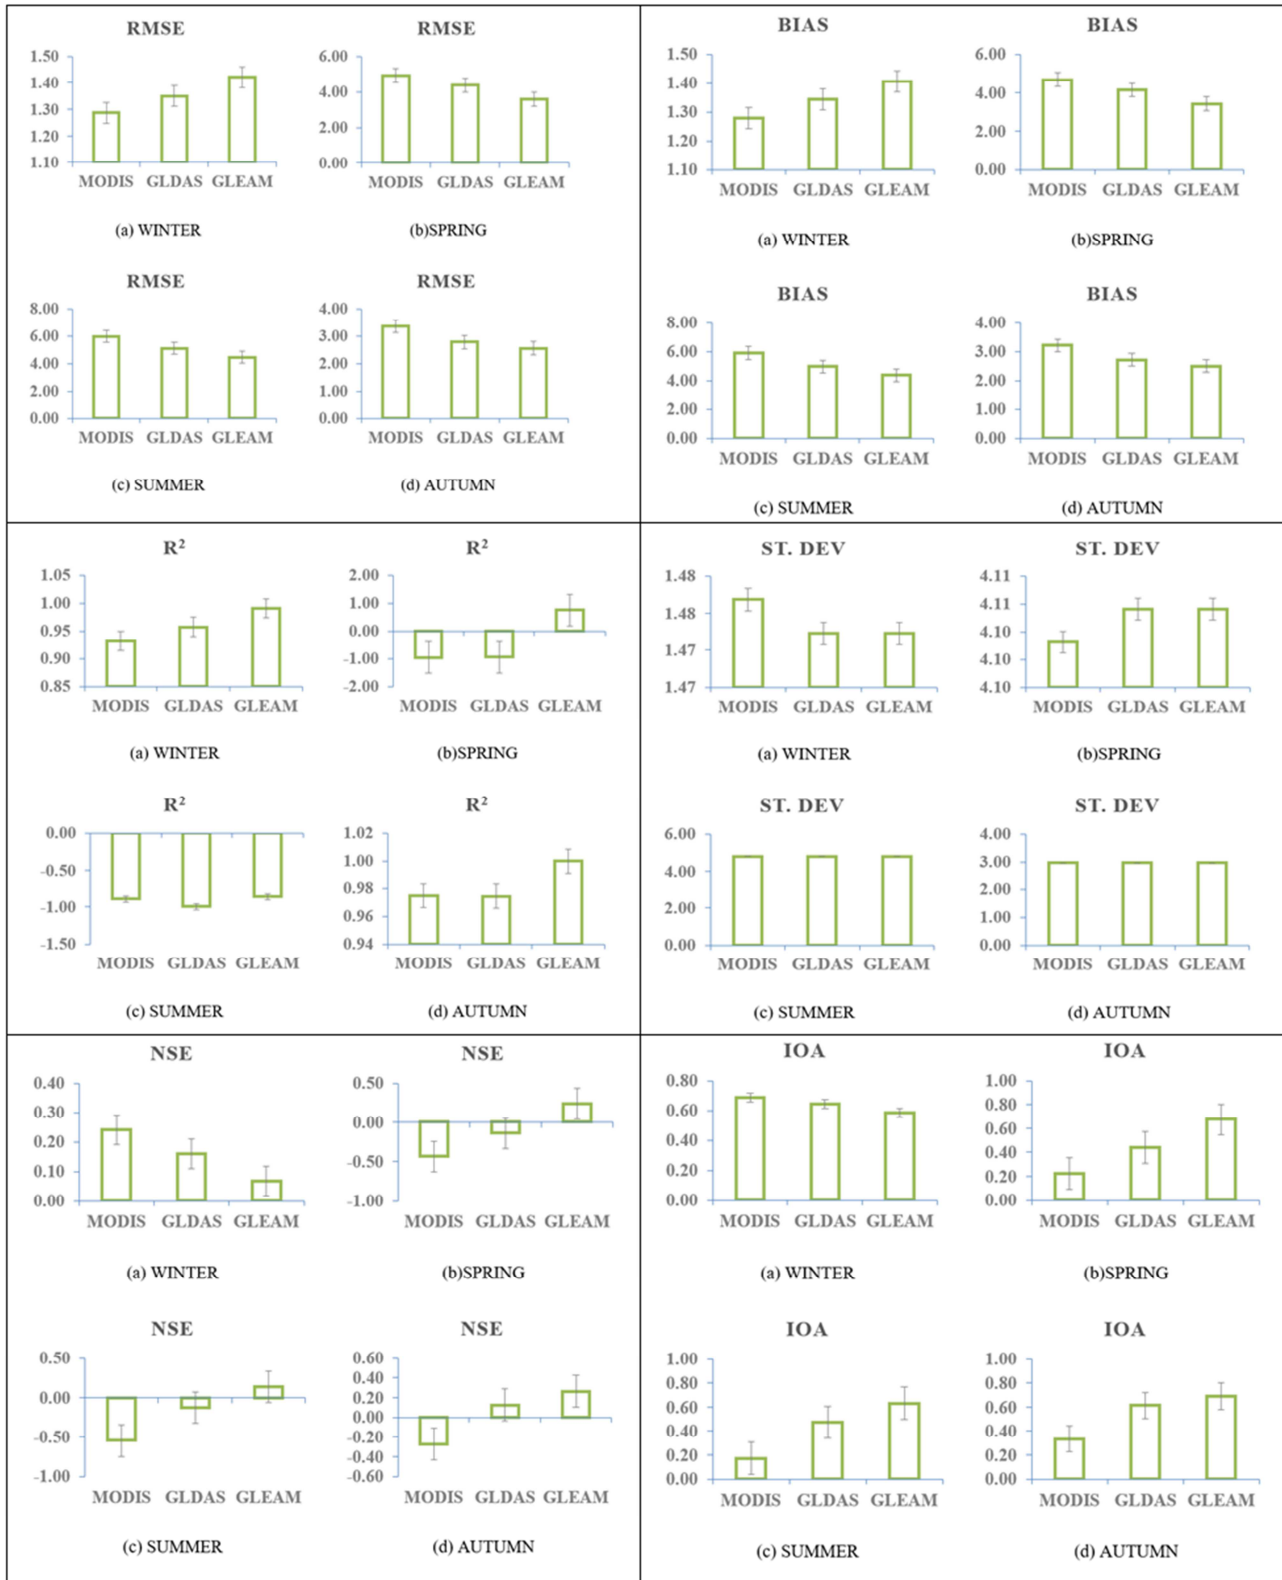 RMSE
1.50
1.40
1.30
1.20
1.10
MODIS GLDAS GLEAM
(a) WINTER
RMSE
6.00
4.00
2.00
0.00
MODIS GLDAS GLEAM
(b)SPRING
RMSE
8.00
6.00
4.00
2.00
0.00
MODIS GLDAS GLEAM
(c) SUMMER
RMSE
4.00
3.00
2.00
1.00
0.00
MODIS GLDAS GLEAM
(d) AUTUMN
BIAS
1.50
1.40
1.30
1.20
1.10
MODIS GLDAS GLEAM
(a) WINTER
BIAS
6.00
4.00
2.00
0.00
MODIS GLDAS GLEAM
(b)SPRING
BIAS
8.00
6.00
4.00
2.00
0.00
MODIS GLDAS GLEAM
(c) SUMMER
BIAS
4.00
3.00
2.00
1.00
0.00
MODIS GLDAS GLEAM
(d) AUTUMN
R²
1.05
1.00
0.95
0.90
0.85
MODIS GLDAS GLEAM
(a) WINTER
R²
2.00
1.00
0.00
-1.00
-2.00
MODIS GLDAS GLEAM
(b)SPRING
R²
0.00
-0.50
-1.00
-1.50
MODIS GLDAS GLEAM
(c) SUMMER
R²
1.02
1.00
0.98
0.96
0.94
MODIS GLDAS GLEAM
(d) AUTUMN
ST. DEV
1.48
1.48
1.47
1.47
MODIS GLDAS GLEAM
(a) WINTER
ST. DEV
4.11
4.11
4.10
4.10
4.10
MODIS GLDAS GLEAM
(b)SPRING
ST. DEV
6.00
4.00
2.00
0.00
MODIS GLDAS GLEAM
(c) SUMMER
ST. DEV
4.00
3.00
2.00
1.00
0.00
MODIS GLDAS GLEAM
(d) AUTUMN
NSE
0.40
0.30
0.20
0.10
0.00
MODIS GLDAS GLEAM
(a) WINTER
NSE
0.50
0.00
-0.50
-1.00
MODIS GLDAS GLEAM
(b)SPRING
NSE
0.50
0.00
-0.50
-1.00
MODIS GLDAS GLEAM
(c) SUMMER
NSE
0.60
0.40
0.20
0.00
-0.20
-0.40
-0.60
MODIS GLDAS GLEAM
(d) AUTUMN
IOA
0.80
0.60
0.40
0.20
0.00
MODIS GLDAS GLEAM
(a) WINTER
IOA
1.00
0.80
0.60
0.40
0.20
0.00
MODIS GLDAS GLEAM
(b)SPRING
IOA
1.00
0.80
0.60
0.40
0.20
0.00
MODIS GLDAS GLEAM
(c) SUMMER
IOA
1.00
0.80
0.60
0.40
0.20
0.00
MODIS GLDAS GLEAM
(d) AUTUMN